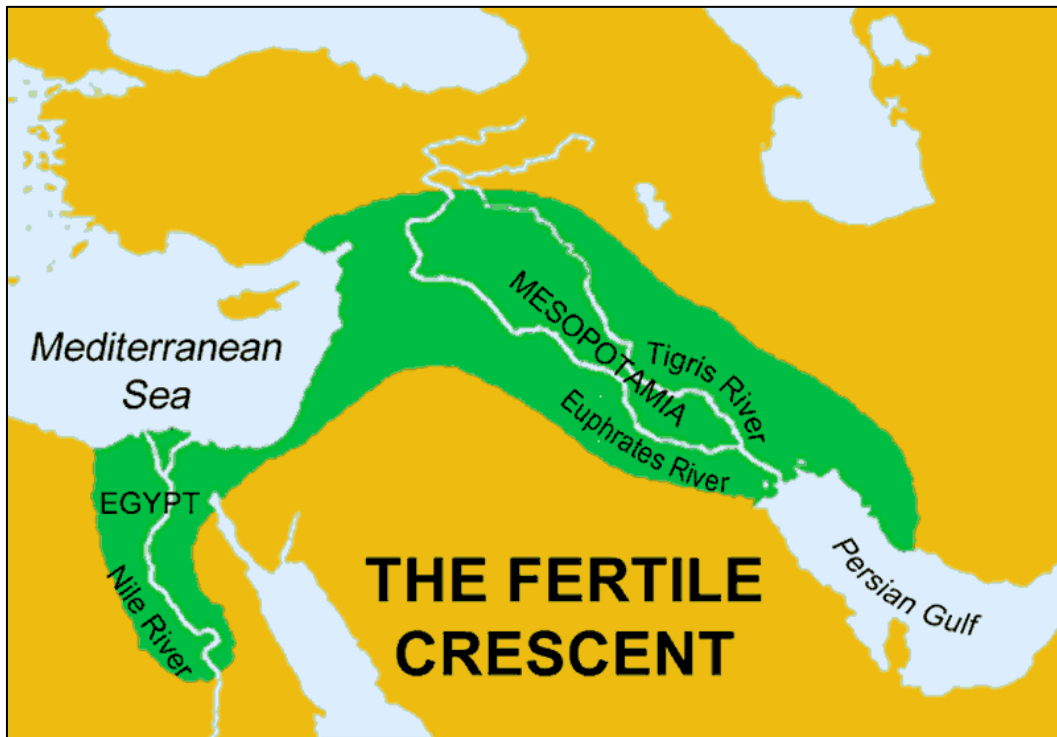 Mediterranean
Sea
MESOPOTAMIA
Tigris River
Euphrates River
EGYPT
Nile River
Persian Gulf
THE FERTILE
CRESCENT